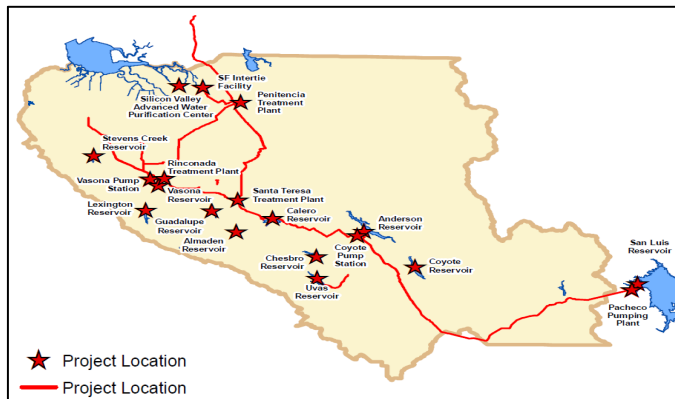 SF Intertie
Facility
Penitencia
Treatment
Plant
Silicon Valley
Advanced Water
Purification Center
Stevens Creek
Reservoir
Rinconada
Treatment Plant
Vasona Pump
Station
Vasona
Reservoir
Santa Teresa
Treatment Plant
Lexington
Reservoir
Guadalupe
Reservoir
Calero
Reservoir
Anderson
Reservoir
Almaden
Reservoir
Chesbro
Reservoir
Coyote
Pump
Station
Coyote
Reservoir
San Luis
Reservoir
Uvas
Reservoir
Pacheco
Pumping
Plant
Project Location
Project Location